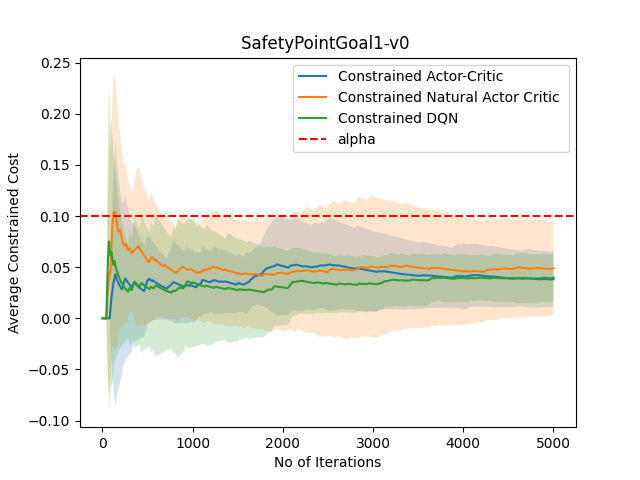 SafetyPointGoal1-v0
Average Constrained Cost
0.25
0.20
0.15
0.10
0.05
0.00
−0.05
−0.10
Constrained Actor-Critic
Constrained Natural Actor Critic
Constrained DQN
alpha
0 1000 2000 3000 4000 5000
No of Iterations